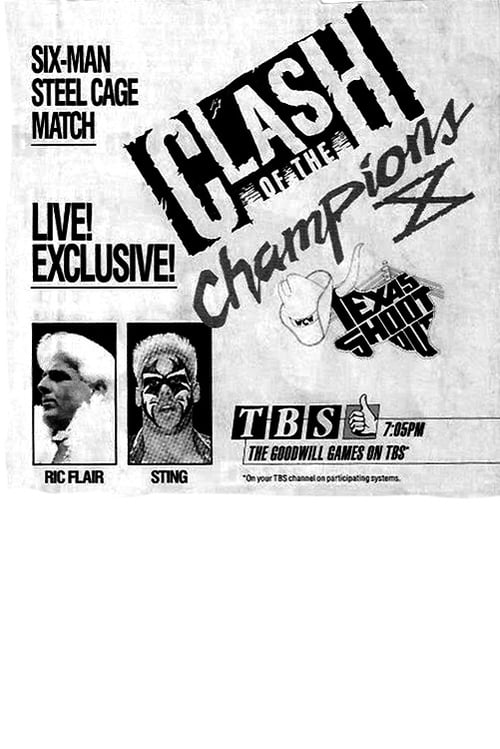 SIX-MAN
STEEL CAGE
MATCH
CLASH
OF THE
Champions
X
LIVE!
EXCLUSIVE!
WCW
TEXAS
SHOOT
OUT
RIC FLAIR
STING
TBS 7:05PM
THE GOODWILL GAMES ON TBS*
*On your TBS channel on participating systems.